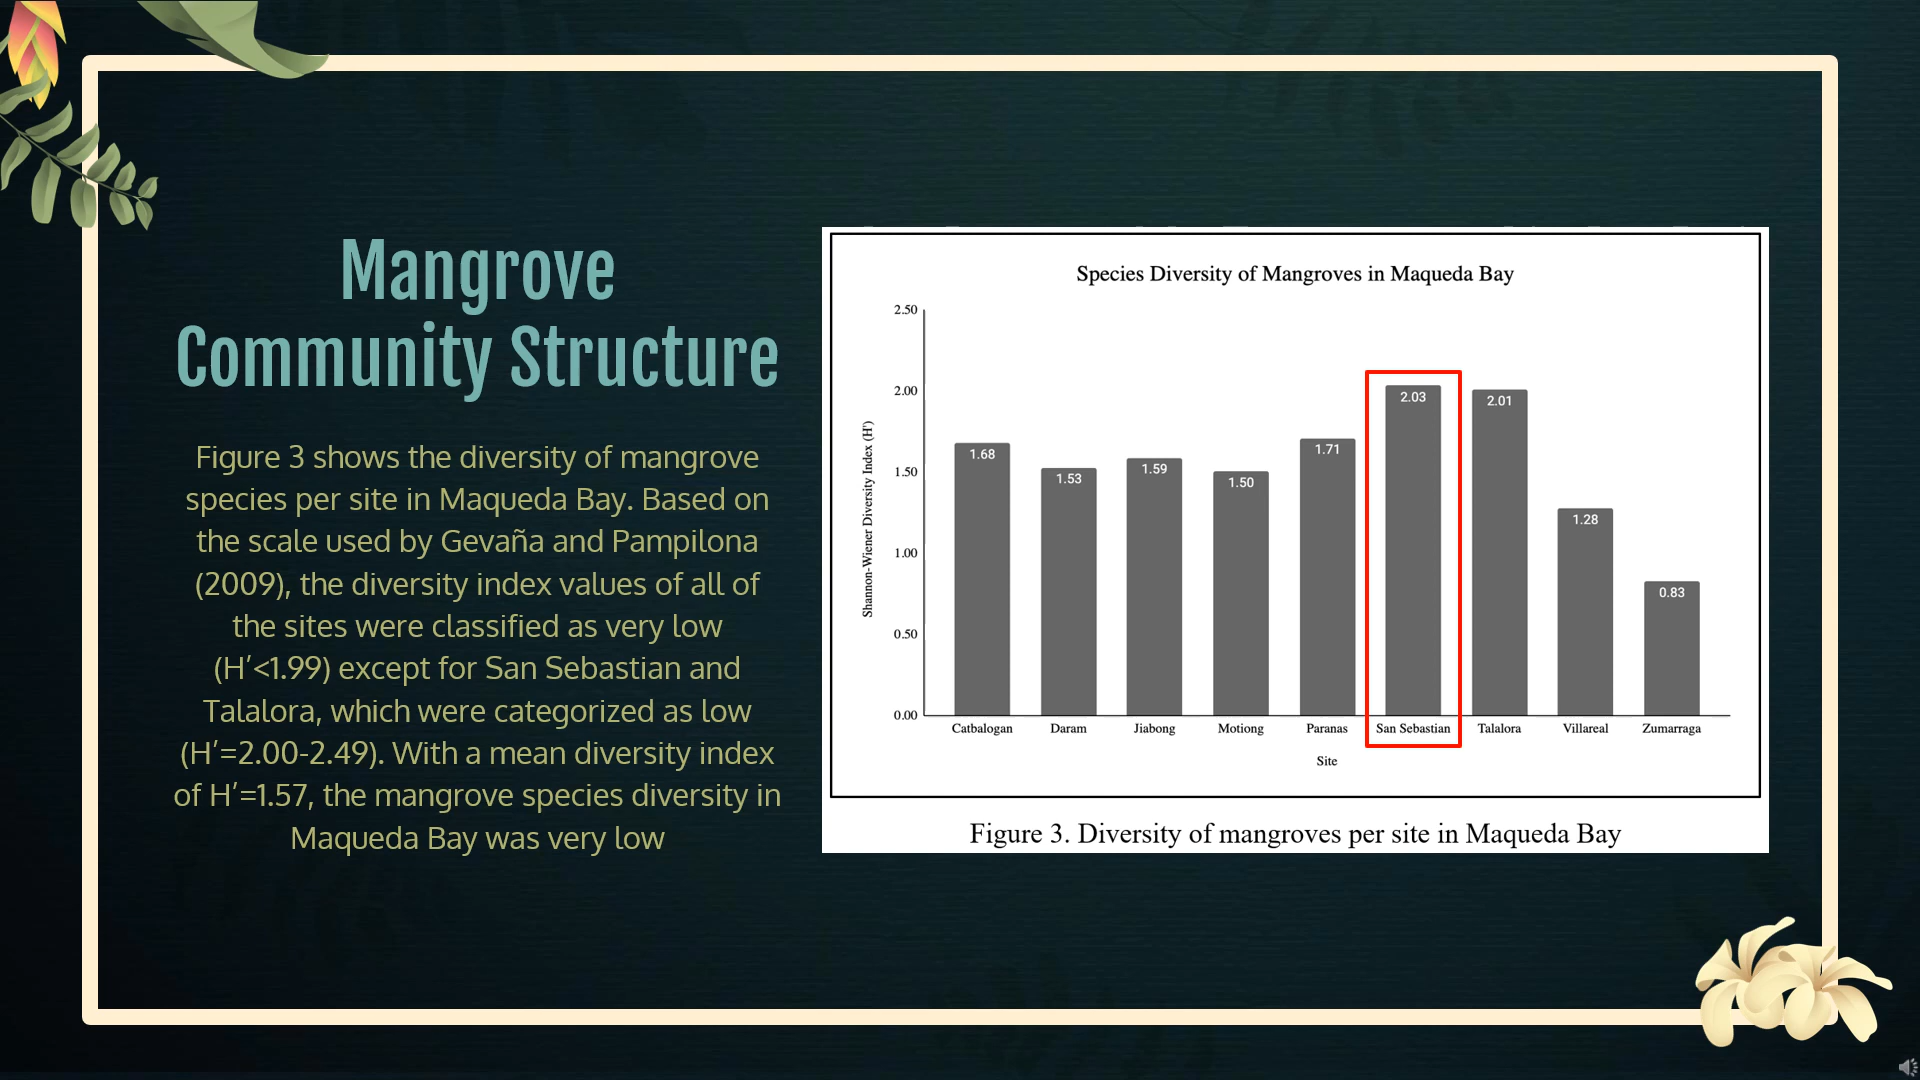 Mangrove
Community Structure
Figure 3 shows the diversity of mangrove
species per site in Maqueda Bay. Based on
the scale used by Gevaña and Pampilona
(2009), the diversity index values of all of
the sites were classified as very low
(H’<1.99) except for San Sebastian and
Talalora, which were categorized as low
(H’=2.00-2.49). With a mean diversity index
of H’=1.57, the mangrove species diversity in
Maqueda Bay was very low
Species Diversity of Mangroves in Maqueda Bay
Shannon-Wiener Diversity Index (H')
2.50
2.00
1.50
1.00
0.50
0.00
1.68
1.53
1.59
1.50
1.71
2.03
2.01
1.28
0.83
Catbalogan Daram Jiabong Motiong Paranas San Sebastian Talalora Villareal Zumarraga
Site
Figure 3. Diversity of mangroves per site in Maqueda Bay